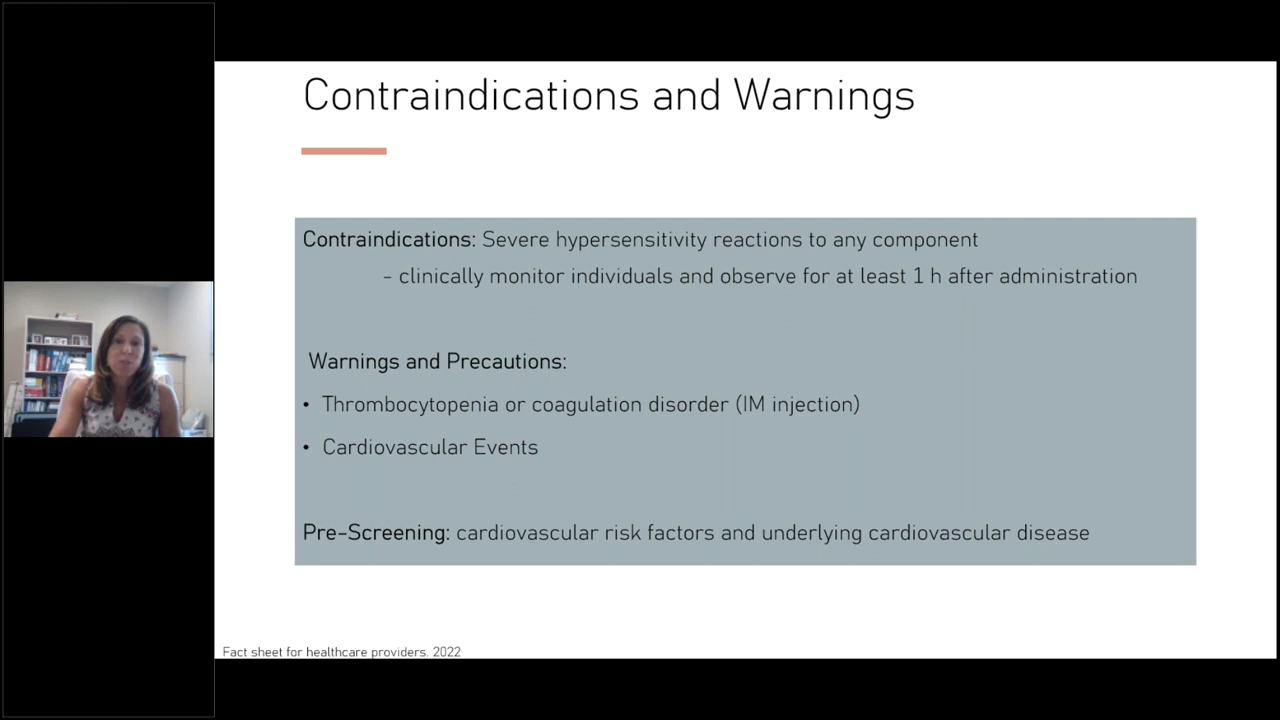 Contraindications and Warnings
Contraindications: Severe hypersensitivity reactions to any component
- clinically monitor individuals and observe for at least 1 h after administration
Warnings and Precautions:
• Thrombocytopenia or coagulation disorder (IM injection)
• Cardiovascular Events
Pre-Screening: cardiovascular risk factors and underlying cardiovascular disease
Fact sheet for healthcare providers. 2022